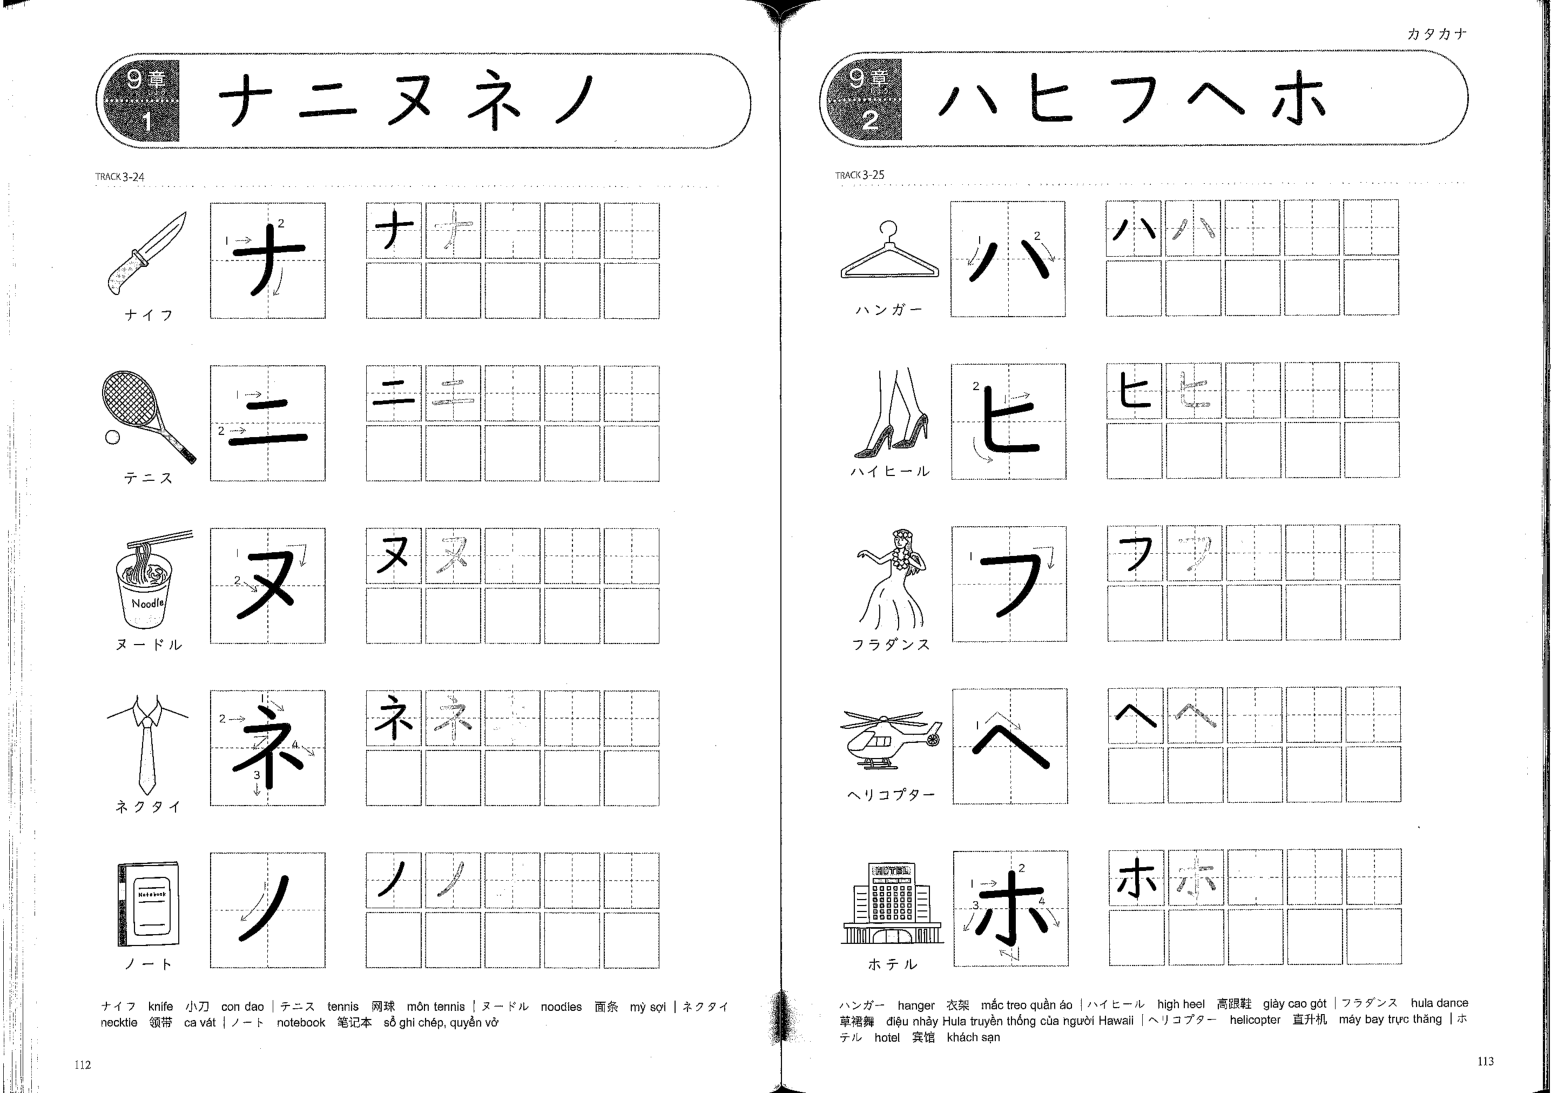 9章
1
ナ ニ ヌ ネ ノ
TRACK 3-24
1
2
ナ
ナ ナ
ナイフ
1
2
ニ
ニ ニ
テニス
Noodle
1
2
ヌ
ヌ ヌ
ヌードル
1
2
3
4
ネ
ネ ネ
ネクタイ
Notebook
ノ
ノ ノ
ノート
ナイフ knife 小刀 con dao | テニス tennis 网球 môn tennis | ヌードル noodles 面条 mỳ sợi | ネクタイ
necktie 领带 ca vát | ノート notebook 笔记本 sổ ghi chép, quyển vở
112
カタカナ
9章
2
ハ ヒ フ ヘ ホ
TRACK 3-25
1
2
ハ
ハ ハ
ハンガー
2
1
ヒ
ヒ ヒ
ハイヒール
1
フ
フ フ
フラダンス
1
ヘ
ヘ ヘ
ヘリコプター
HOTEL
1
2
3
4
ホ
ホ ホ
ホテル
ハンガー hanger 衣架 mắc treo quần áo | ハイヒール high heel 高跟鞋 giày cao gót | フラダンス hula dance
草裙舞 điệu nhảy Hula truyền thống của người Hawaii | ヘリコプター helicopter 直升机 máy bay trực thăng | ホ
テル hotel 宾馆 khách sạn
113